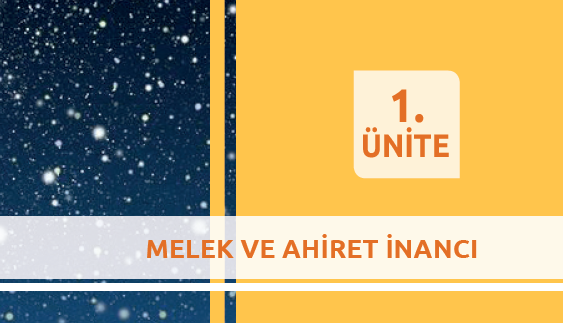 1.
ÜNİTE
MELEK VE AHİRET İNANCI